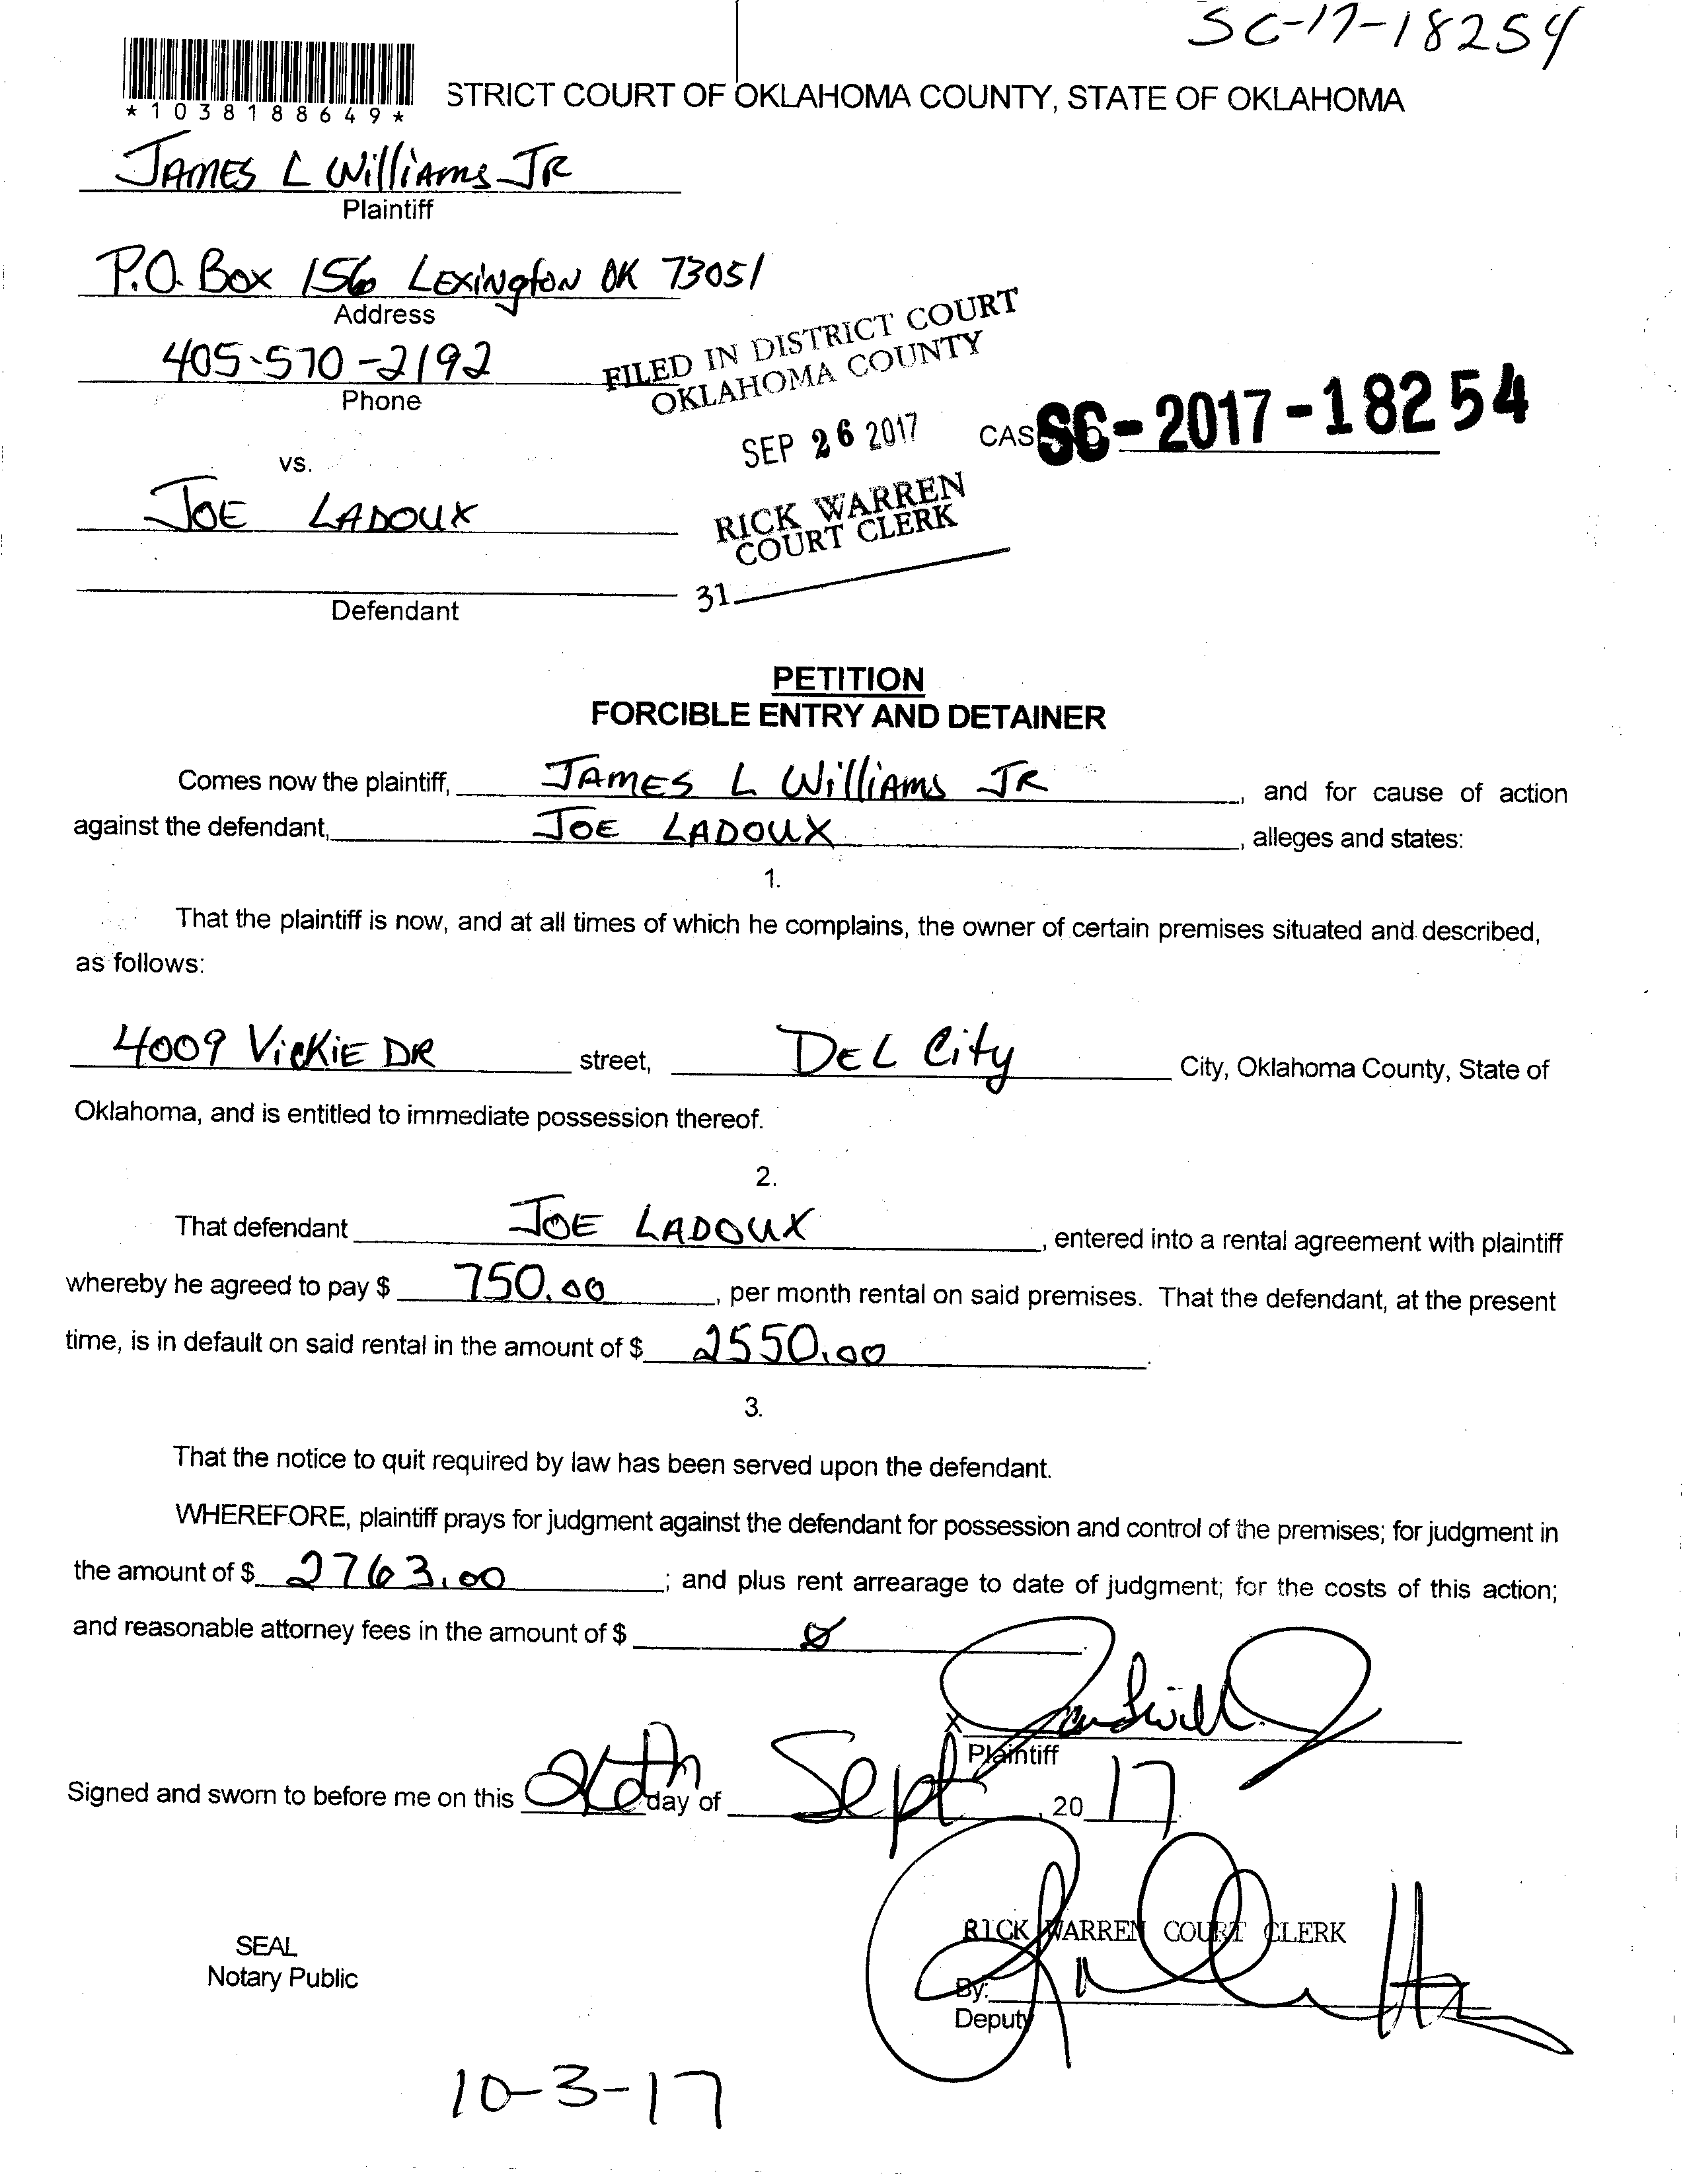 SC-17-18254
*1038188649*
STRICT COURT OF OKLAHOMA COUNTY, STATE OF OKLAHOMA
JAMES L WilliAms JR
Plaintiff
P.O. Box 156 LEXiNgtoN OK 73051
Address
405-570-2192
Phone
FILED IN DISTRICT COURT
OKLAHOMA COUNTY
SEP 26 2017
CAS SC-2017-18254
vs.
JOE LADOUX
RICK WARREN
COURT CLERK
31
Defendant
PETITION
FORCIBLE ENTRY AND DETAINER
Comes now the plaintiff, JAMES L WilliAms JR, and for cause of action
against the defendant, JOE LADOUX, alleges and states:
1.
That the plaintiff is now, and at all times of which he complains, the owner of certain premises situated and described,
as follows:
4009 VicKiE DR street, DEL City City, Oklahoma County, State of
Oklahoma, and is entitled to immediate possession thereof.
2.
That defendant JOE LADOUX, entered into a rental agreement with plaintiff
whereby he agreed to pay $ 750.00, per month rental on said premises. That the defendant, at the present
time, is in default on said rental in the amount of $ 2550.00.
3.
That the notice to quit required by law has been served upon the defendant.
WHEREFORE, plaintiff prays for judgment against the defendant for possession and control of the premises; for judgment in
the amount of $ 2763.00; and plus rent arrearage to date of judgment; for the costs of this action;
and reasonable attorney fees in the amount of $ Ø.
X
Plaintiff
Signed and sworn to before me on this 26th day of Sept, 20 17.
RICK WARREN COURT CLERK
SEAL
Notary Public
By:
Deputy
10-3-17